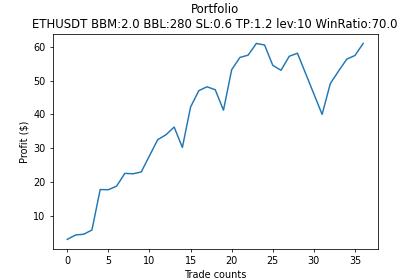 Portfolio
ETHUSDT BBM:2.0 BBL:280 SL:0.6 TP:1.2 lev:10 WinRatio:70.0
60
50
40
30
20
10
Profit ($)
0 5 10 15 20 25 30 35
Trade counts